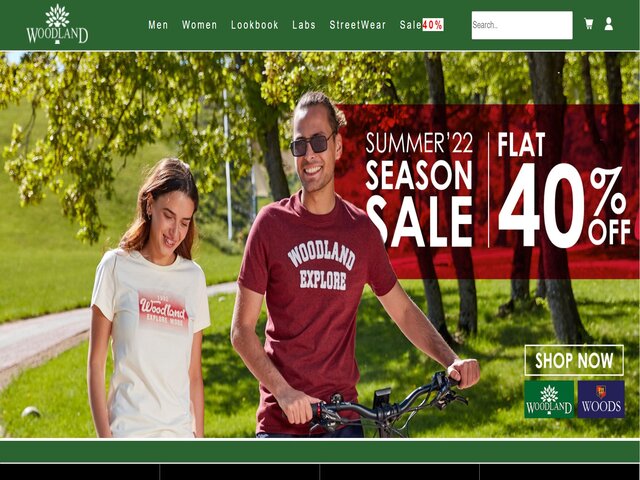 WOODLAND
Men Women Lookbook Labs StreetWear Sale 40%
Search..
SUMMER'22
SEASON
SALE
FLAT
40% OFF
WOODLAND
EXPLORE
Woodland
EXPLORE MORE
SHOP NOW
WOODLAND
WOODS